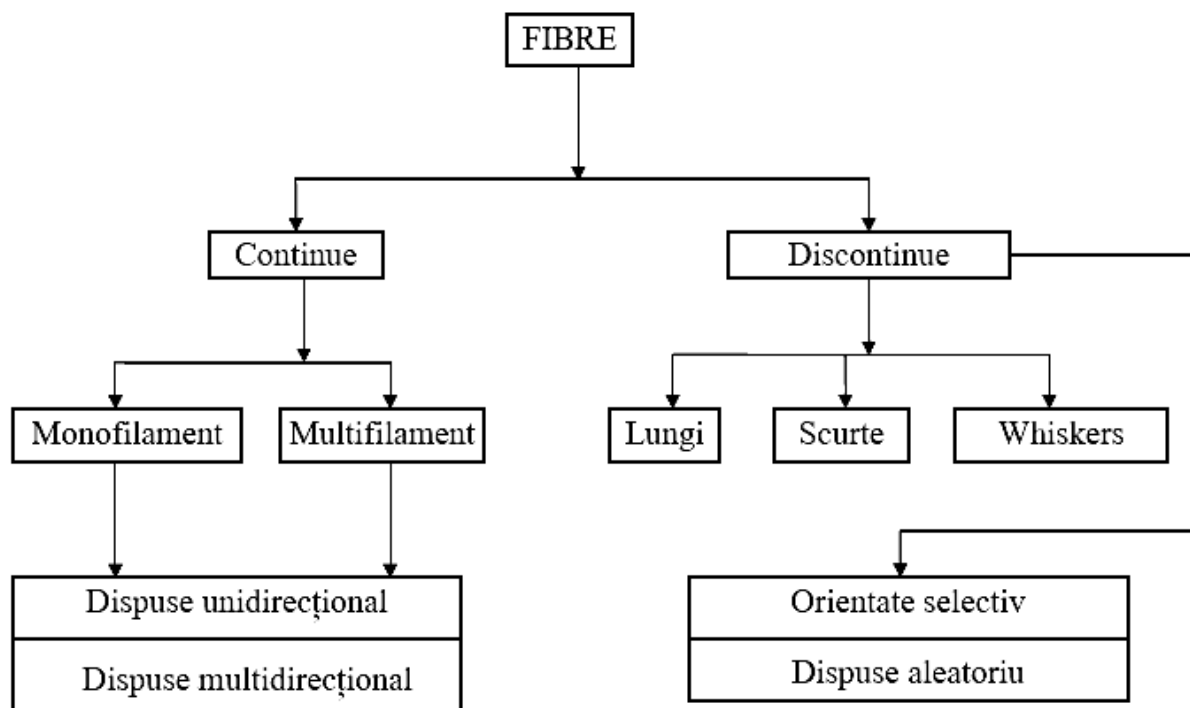 FIBRE
Continue
Discontinue
Monofilament
Multifilament
Lungi
Scurte
Whiskers
Dispuse unidirecțional
Dispuse multidirecțional
Orientate selectiv
Dispuse aleatoriu